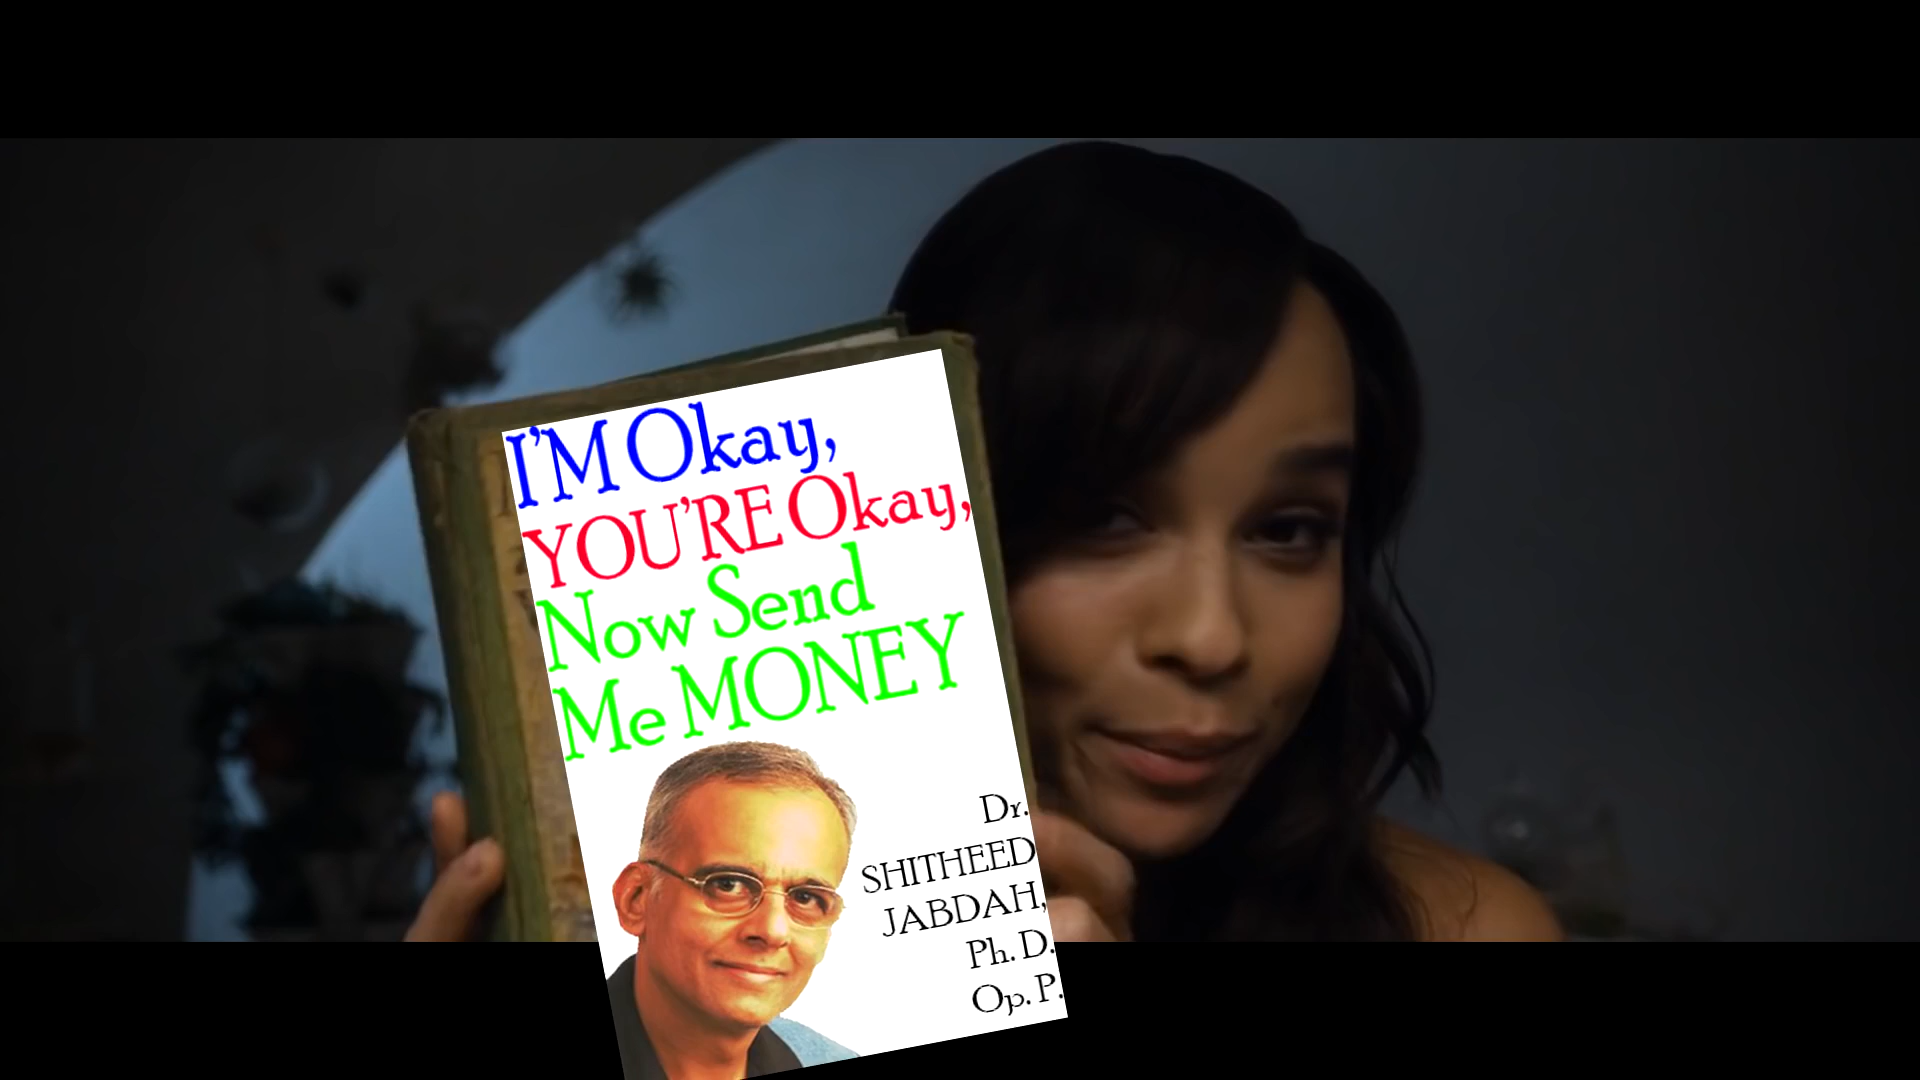 I'M Okay,
YOU'RE Okay,
Now Send
Me MONEY
Dr.
SHITHEED
JABDAH,
Ph. D.
Op. P.